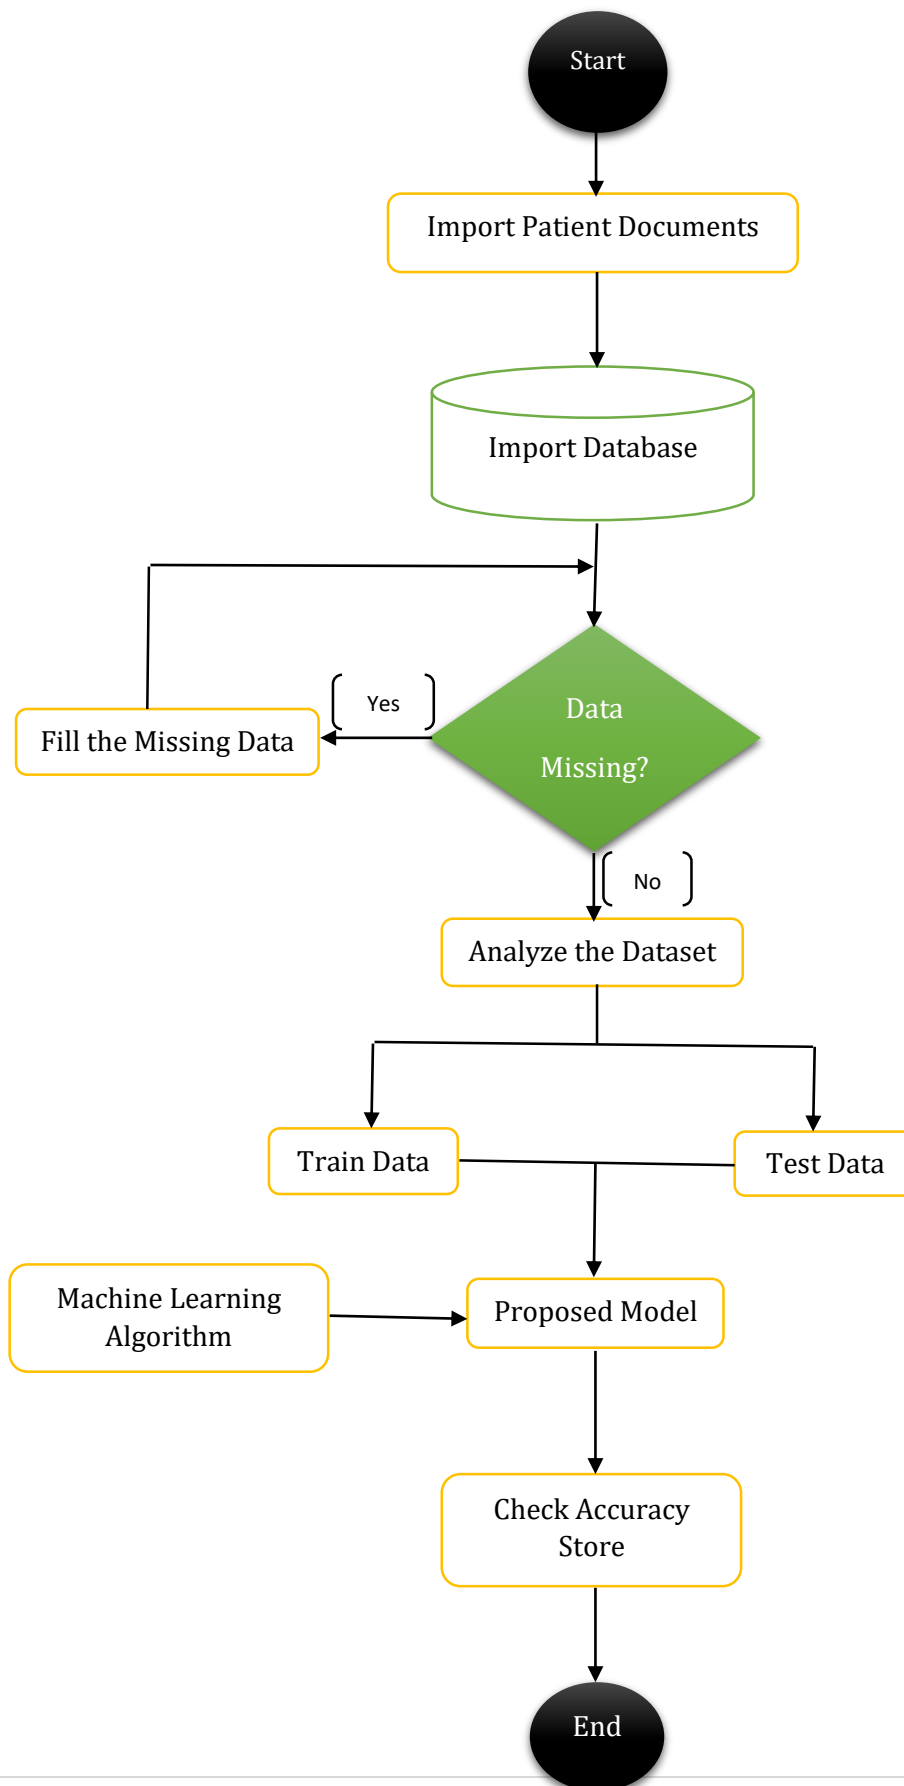 Start
Import Patient Documents
Import Database
Yes
Data
Missing?
Fill the Missing Data
No
Analyze the Dataset
Train Data
Test Data
Machine Learning
Algorithm
Proposed Model
Check Accuracy
Store
End